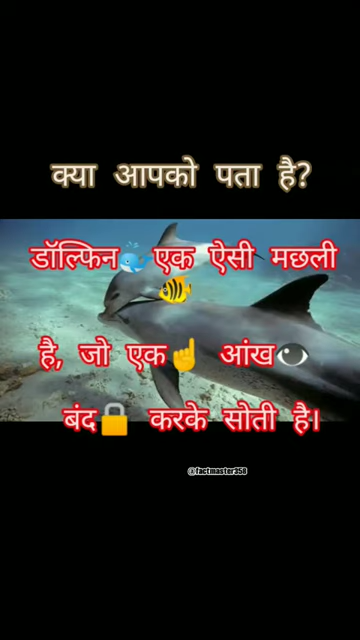 क्या आपको पता है?
डॉल्फिन🐳 एक ऐसी मछली
🐠
है, जो एक☝️ आंख👁️
बंद🔒 करके सोती है।
@factmaster358